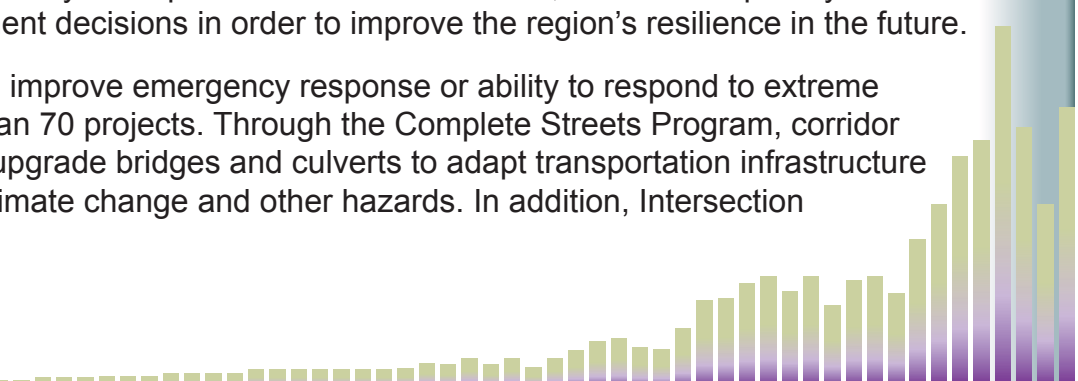 ent decisions in order to improve the region's resilience in the future.
improve emergency response or ability to respond to extreme
an 70 projects. Through the Complete Streets Program, corridor
upgrade bridges and culverts to adapt transportation infrastructure
imate change and other hazards. In addition, Intersection